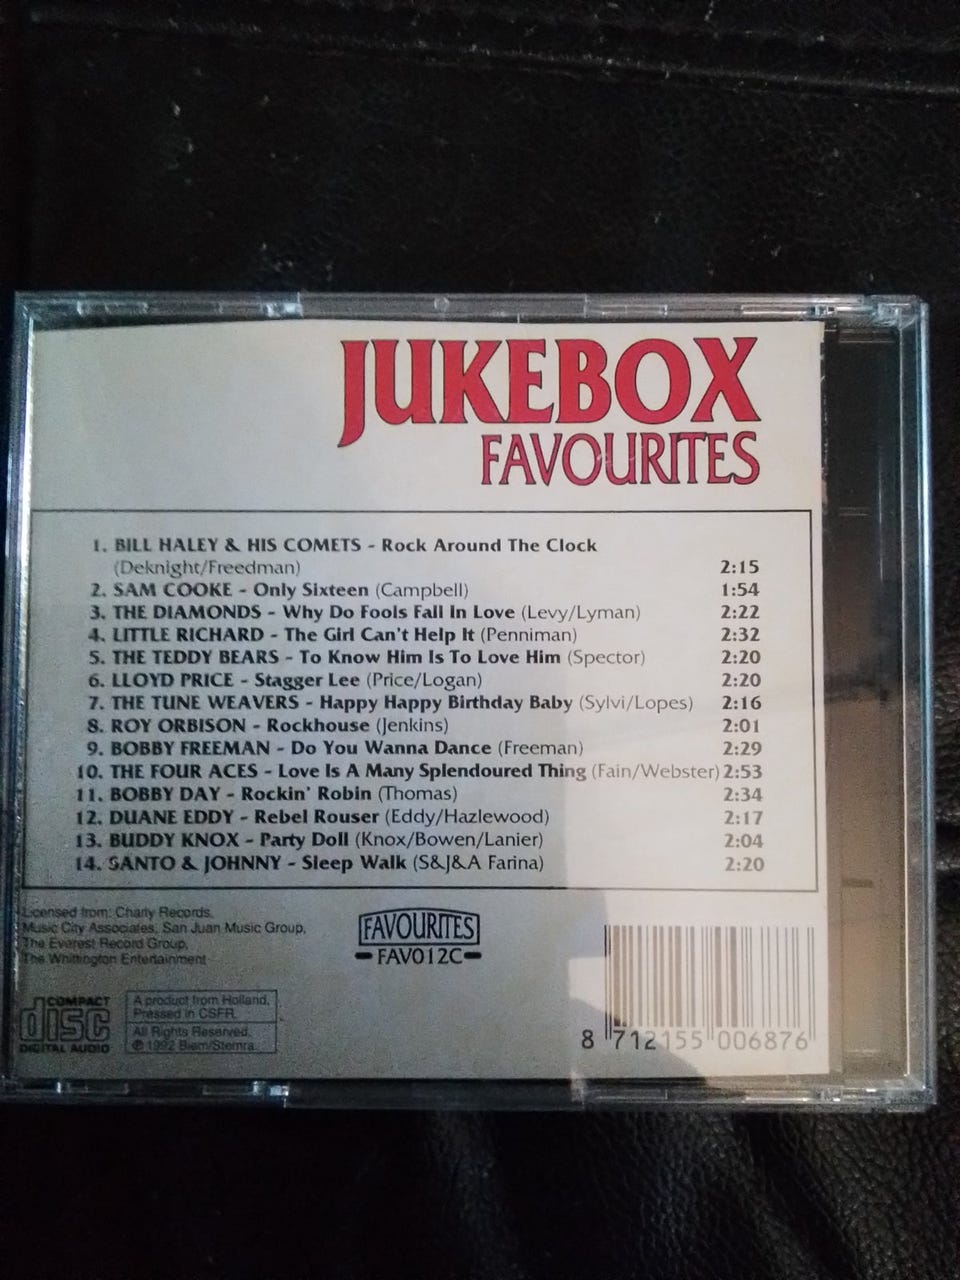 JUKEBOX
FAVOURITES
1. BILL HALEY & HIS COMETS - Rock Around The Clock
(Deknight/Freedman) 2:15
2. SAM COOKE - Only Sixteen (Campbell) 1:54
3. THE DIAMONDS - Why Do Fools Fall In Love (Levy/Lyman) 2:22
4. LITTLE RICHARD - The Girl Can't Help It (Penniman) 2:32
5. THE TEDDY BEARS - To Know Him Is To Love Him (Spector) 2:20
6. LLOYD PRICE - Stagger Lee (Price/Logan) 2:20
7. THE TUNE WEAVERS - Happy Happy Birthday Baby (Sylvi/Lopes) 2:16
8. ROY ORBISON - Rockhouse (Jenkins) 2:01
9. BOBBY FREEMAN - Do You Wanna Dance (Freeman) 2:29
10. THE FOUR ACES - Love Is A Many Splendoured Thing (Fain/Webster) 2:53
11. BOBBY DAY - Rockin' Robin (Thomas) 2:34
12. DUANE EDDY - Rebel Rouser (Eddy/Hazlewood) 2:17
13. BUDDY KNOX - Party Doll (Knox/Bowen/Lanier) 2:04
14. SANTO & JOHNNY - Sleep Walk (S&J&A Farina) 2:20
Licensed from: Charly Records,
Music City Associates, San Juan Music Group,
The Everest Record Group,
The Whittington Entertainment
FAVOURITES
-FAV012C-
COMPACT
disc
DIGITAL AUDIO
A product from Holland.
Pressed in CSFR.
All Rights Reserved.
℗ 1992 Biem/Stemra.
8 712155 006876